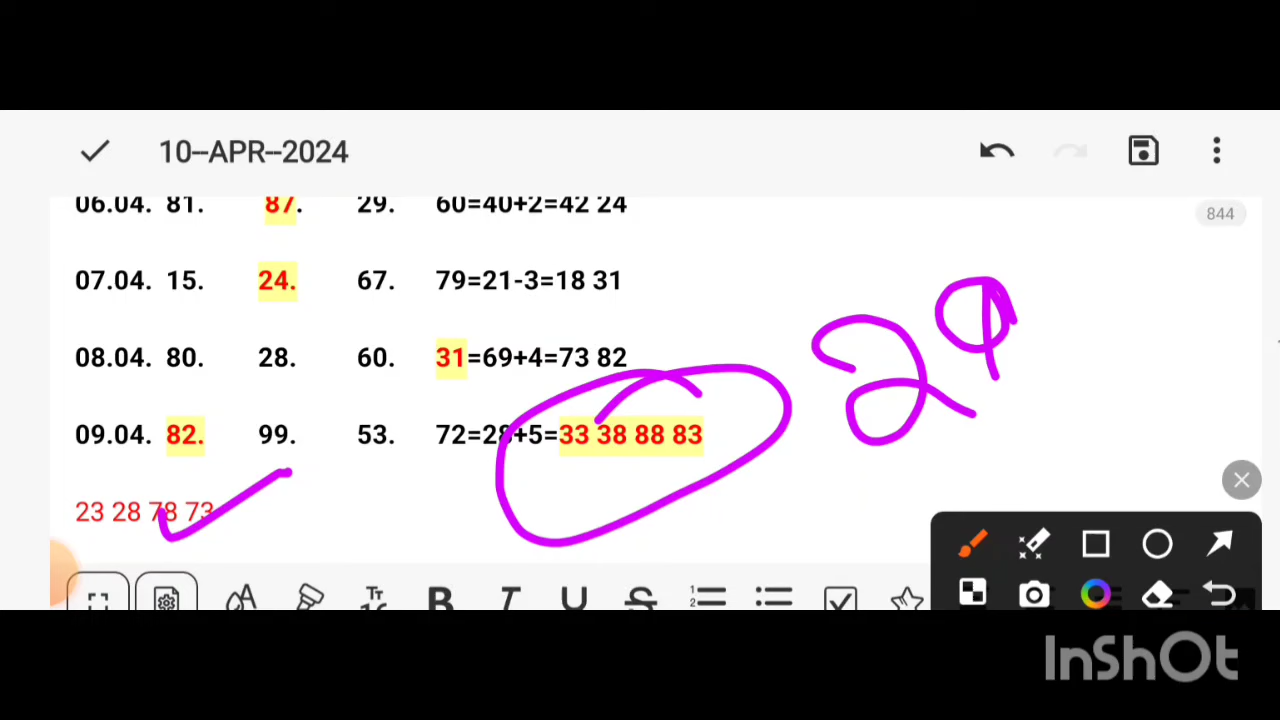 10--APR--2024
844
06.04. 81. 87. 29. 60=40+2=42 24
07.04. 15. 24. 67. 79=21-3=18 31
08.04. 80. 28. 60. 31=69+4=73 82
09.04. 82. 99. 53. 72=28+5=33 38 88 83
29
23 28 78 73
B T U S
InShOt